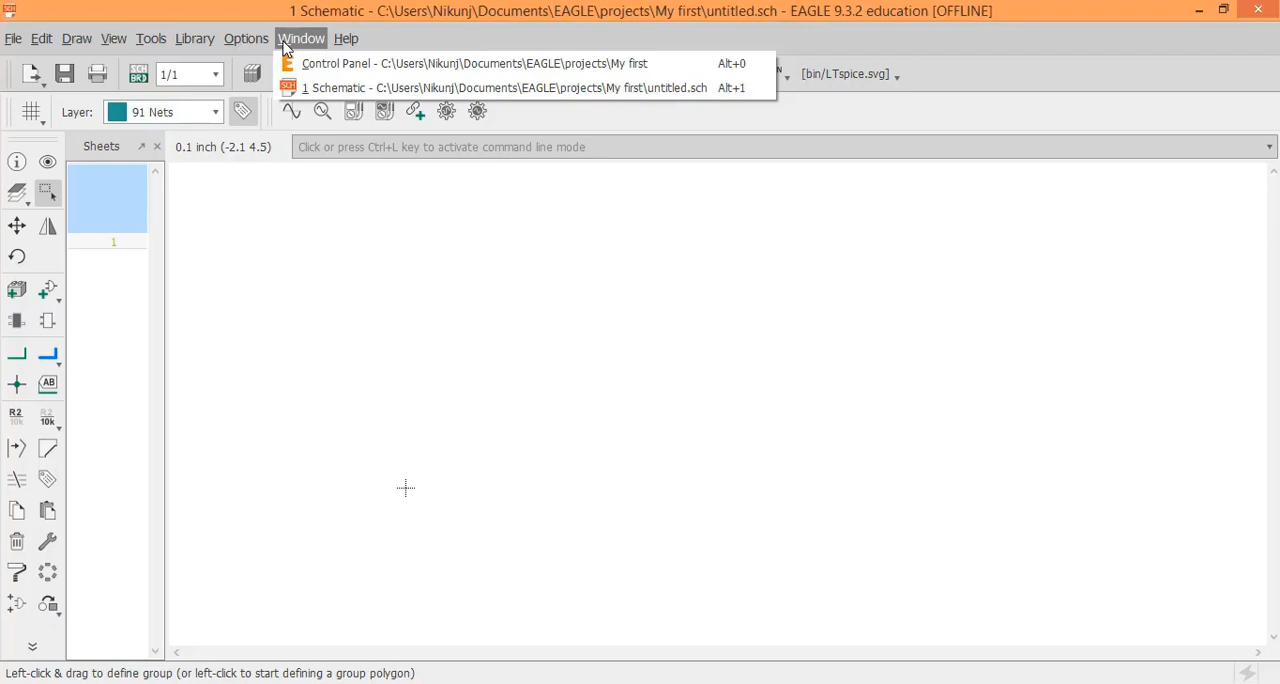 1 Schematic - C:\Users\Nikunj\Documents\EAGLE\projects\My first\untitled.sch - EAGLE 9.3.2 education [OFFLINE]
File Edit Draw View Tools Library Options Window Help
Control Panel - C:\Users\Nikunj\Documents\EAGLE\projects\My first Alt+0
SCH BRD 1/1 [bin/LTspice.svg]
SCH 1 Schematic - C:\Users\Nikunj\Documents\EAGLE\projects\My first\untitled.sch Alt+1
Layer: 91 Nets
Sheets 0.1 inch (-2.1 4.5) Click or press Ctrl+L key to activate command line mode
1
AB
R2 10k R2 10k
Left-click & drag to define group (or left-click to start defining a group polygon)